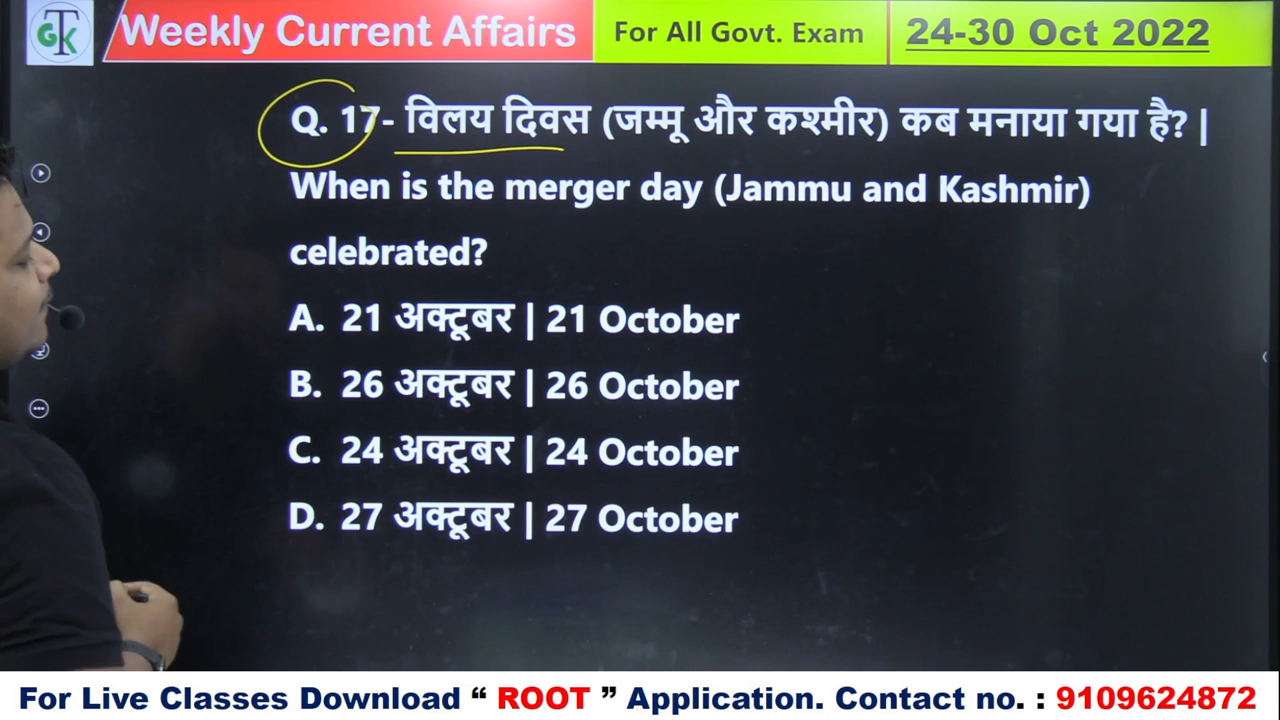 GTK
Weekly Current Affairs
For All Govt. Exam
24-30 Oct 2022
Q. 17- विलय दिवस (जम्मू और कश्मीर) कब मनाया गया है? |
When is the merger day (Jammu and Kashmir)
celebrated?
A. 21 अक्टूबर | 21 October
B. 26 अक्टूबर | 26 October
C. 24 अक्टूबर | 24 October
D. 27 अक्टूबर | 27 October
For Live Classes Download “ ROOT ” Application. Contact no. : 9109624872